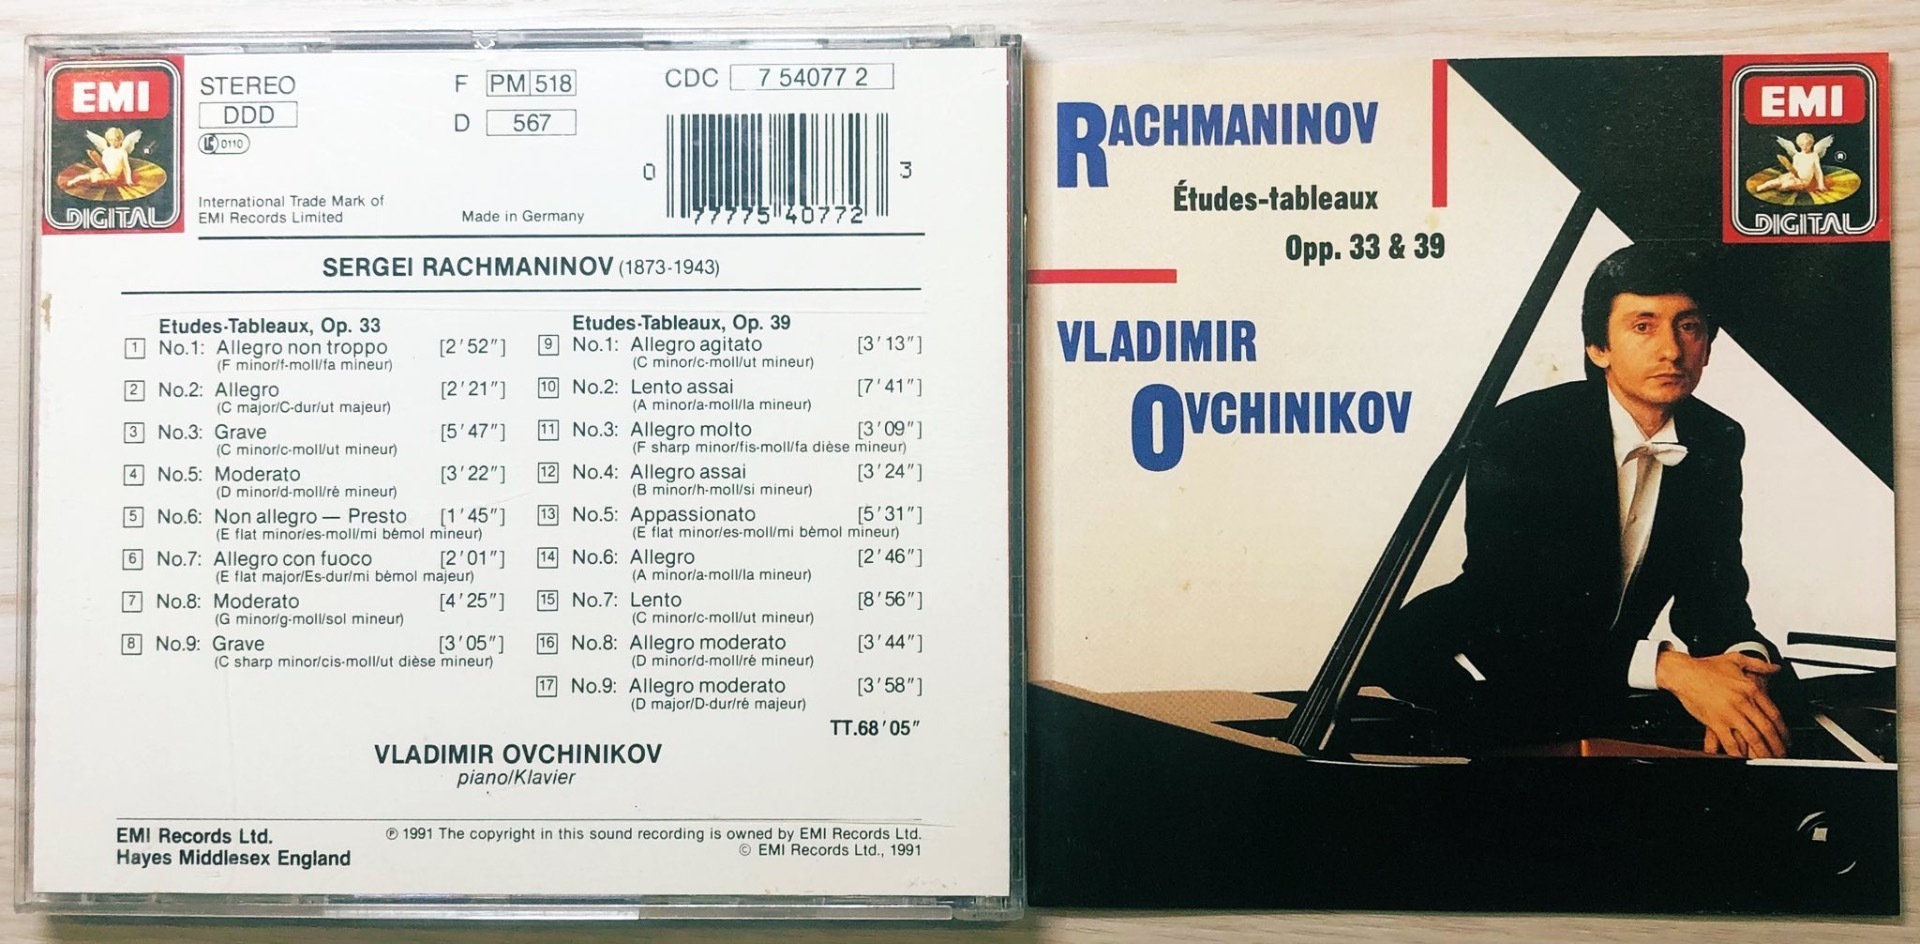 EMI
DIGITAL
STEREO
DDD
0110
F PM 518
D 567
CDC 7 54077 2
0 77775 40772 3
International Trade Mark of
EMI Records Limited
Made in Germany
SERGEI RACHMANINOV (1873-1943)
Etudes-Tableaux, Op. 33
1 No.1: Allegro non troppo [2'52"]
(F minor/f-moll/fa mineur)
2 No.2: Allegro [2'21"]
(C major/C-dur/ut majeur)
3 No.3: Grave [5'47"]
(C minor/c-moll/ut mineur)
4 No.5: Moderato [3'22"]
(D minor/d-moll/ré mineur)
5 No.6: Non allegro — Presto [1'45"]
(E flat minor/es-moll/mi bémol mineur)
6 No.7: Allegro con fuoco [2'01"]
(E flat major/Es-dur/mi bémol majeur)
7 No.8: Moderato [4'25"]
(G minor/g-moll/sol mineur)
8 No.9: Grave [3'05"]
(C sharp minor/cis-moll/ut dièse mineur)
Etudes-Tableaux, Op. 39
9 No.1: Allegro agitato [3'13"]
(C minor/c-moll/ut mineur)
10 No.2: Lento assai [7'41"]
(A minor/a-moll/la mineur)
11 No.3: Allegro molto [3'09"]
(F sharp minor/fis-moll/fa dièse mineur)
12 No.4: Allegro assai [3'24"]
(B minor/h-moll/si mineur)
13 No.5: Appassionato [5'31"]
(E flat minor/es-moll/mi bémol mineur)
14 No.6: Allegro [2'46"]
(A minor/a-moll/la mineur)
15 No.7: Lento [8'56"]
(C minor/c-moll/ut mineur)
16 No.8: Allegro moderato [3'44"]
(D minor/d-moll/ré mineur)
17 No.9: Allegro moderato [3'58"]
(D major/D-dur/ré majeur)
TT.68'05"
VLADIMIR OVCHINIKOV
piano/Klavier
EMI Records Ltd.
Hayes Middlesex England
℗ 1991 The copyright in this sound recording is owned by EMI Records Ltd.
© EMI Records Ltd., 1991
RACHMANINOV
Études-tableaux
Opp. 33 & 39
VLADIMIR
OVCHINIKOV
EMI
DIGITAL